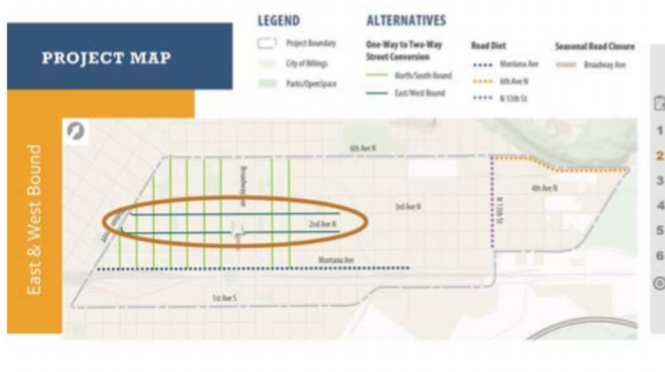 PROJECT MAP
East & West Bound
LEGEND
Project Boundary
City of Billings
Parks/OpenSpace
ALTERNATIVES
One-Way to Two-Way
Street Conversion
North/South Bound
East/West Bound
Road Diet
Montana Ave
6th Ave N
N 13th St
Seasonal Road Closure
Broadway Ave
6th Ave N
Broadway Ave
3rd Ave N
2nd Ave N
4th Ave N
N 13th St
Montana Ave
1st Ave S
1
2
3
4
5
6